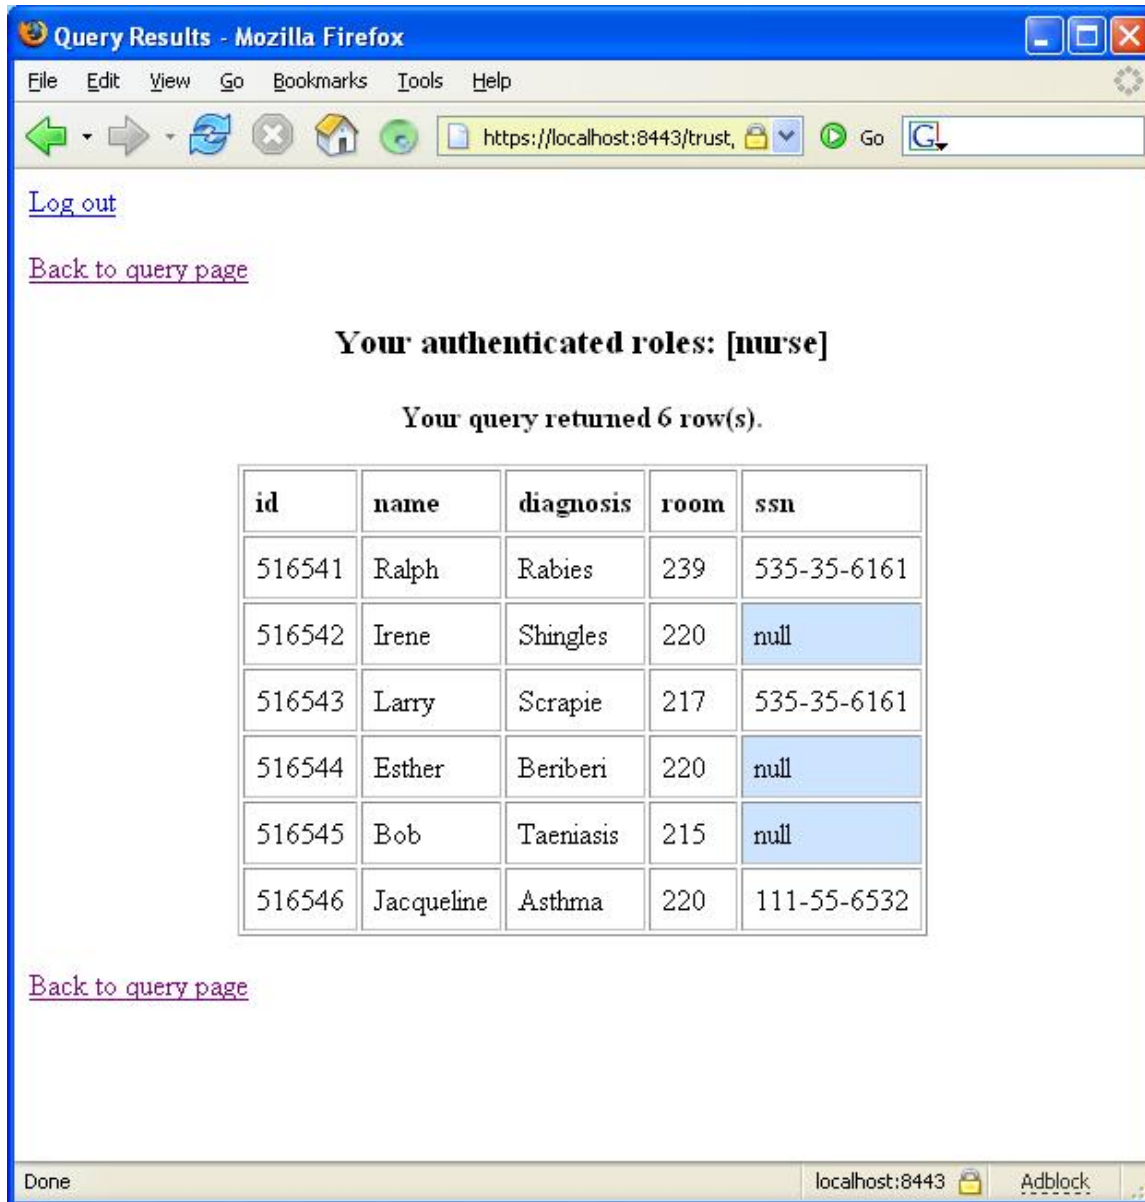 Query Results - Mozilla Firefox
File Edit View Go Bookmarks Tools Help
https://localhost:8443/trust, Go G
Log out
Back to query page
Your authenticated roles: [nurse]
Your query returned 6 row(s).
id name diagnosis room ssn
516541 Ralph Rabies 239 535-35-6161
516542 Irene Shingles 220 null
516543 Larry Scrapie 217 535-35-6161
516544 Esther Beriberi 220 null
516545 Bob Taeniasis 215 null
516546 Jacqueline Asthma 220 111-55-6532
Back to query page
Done localhost:8443 Adblock